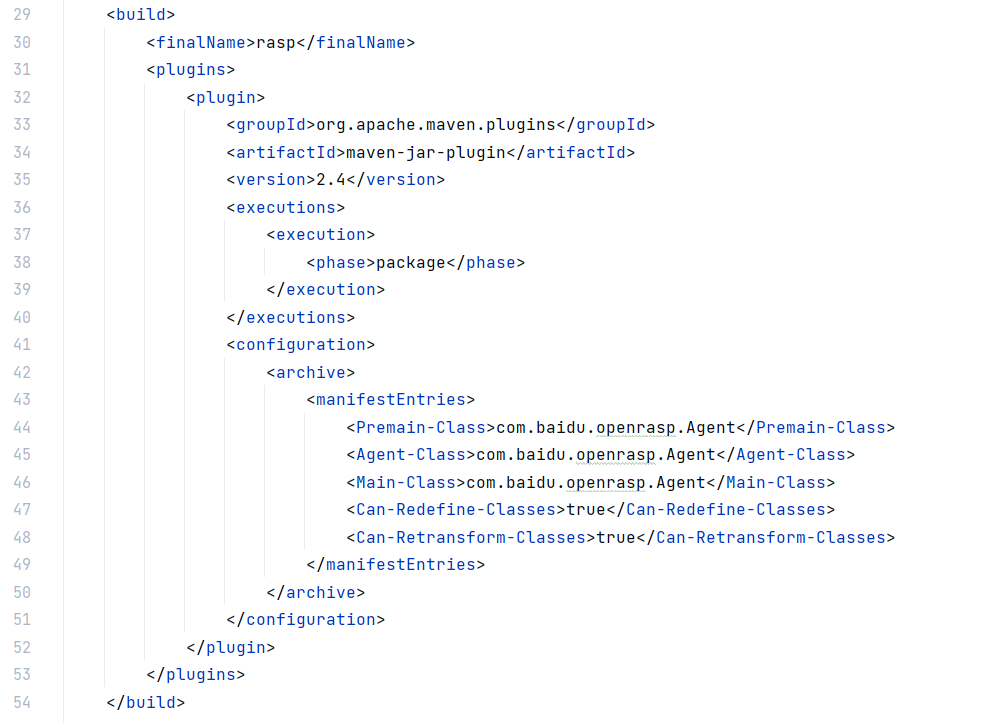 29 <build>
30 <finalName>rasp</finalName>
31 <plugins>
32 <plugin>
33 <groupId>org.apache.maven.plugins</groupId>
34 <artifactId>maven-jar-plugin</artifactId>
35 <version>2.4</version>
36 <executions>
37 <execution>
38 <phase>package</phase>
39 </execution>
40 </executions>
41 <configuration>
42 <archive>
43 <manifestEntries>
44 <Premain-Class>com.baidu.openrasp.Agent</Premain-Class>
45 <Agent-Class>com.baidu.openrasp.Agent</Agent-Class>
46 <Main-Class>com.baidu.openrasp.Agent</Main-Class>
47 <Can-Redefine-Classes>true</Can-Redefine-Classes>
48 <Can-Retransform-Classes>true</Can-Retransform-Classes>
49 </manifestEntries>
50 </archive>
51 </configuration>
52 </plugin>
53 </plugins>
54 </build>